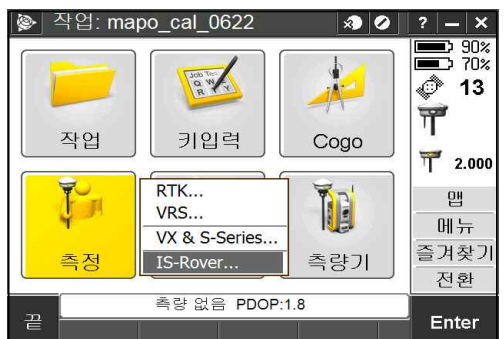 작업: mapo_cal_0622
? – X
90%
70%
13
2.000
작업
키입력
Cogo
측정
RTK...
VRS...
VX & S-Series...
IS-Rover...
측량기
맵
메뉴
즐겨찾기
전환
측량 없음 PDOP:1.8
끝
Enter